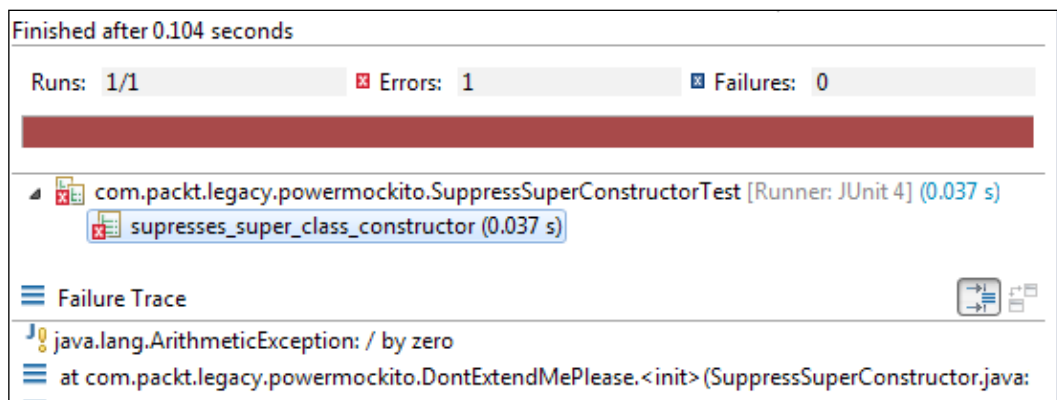 Finished after 0.104 seconds
Runs: 1/1 Errors: 1 Failures: 0
com.packt.legacy.powermockito.SuppressSuperConstructorTest [Runner: JUnit 4] (0.037 s)
supresses_super_class_constructor (0.037 s)
Failure Trace
java.lang.ArithmeticException: / by zero
at com.packt.legacy.powermockito.DontExtendMePlease.<init>(SuppressSuperConstructor.java: